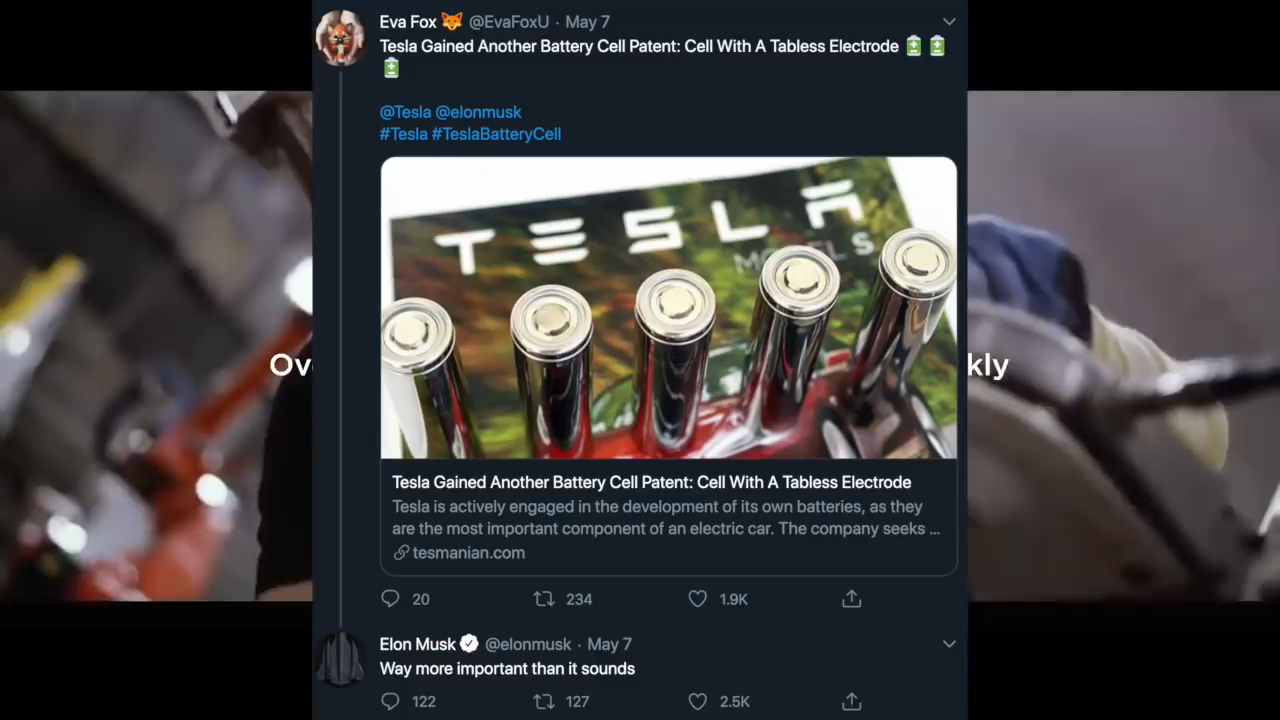 Eva Fox 🦊 @EvaFoxU · May 7
Tesla Gained Another Battery Cell Patent: Cell With A Tabless Electrode 🔋 🔋
🔋
@Tesla @elonmusk
#Tesla #TeslaBatteryCell
TESLA
MODEL S
Tesla Gained Another Battery Cell Patent: Cell With A Tabless Electrode
Tesla is actively engaged in the development of its own batteries, as they
are the most important component of an electric car. The company seeks ...
tesmanian.com
20 234 1.9K
Elon Musk @elonmusk · May 7
Way more important than it sounds
122 127 2.5K